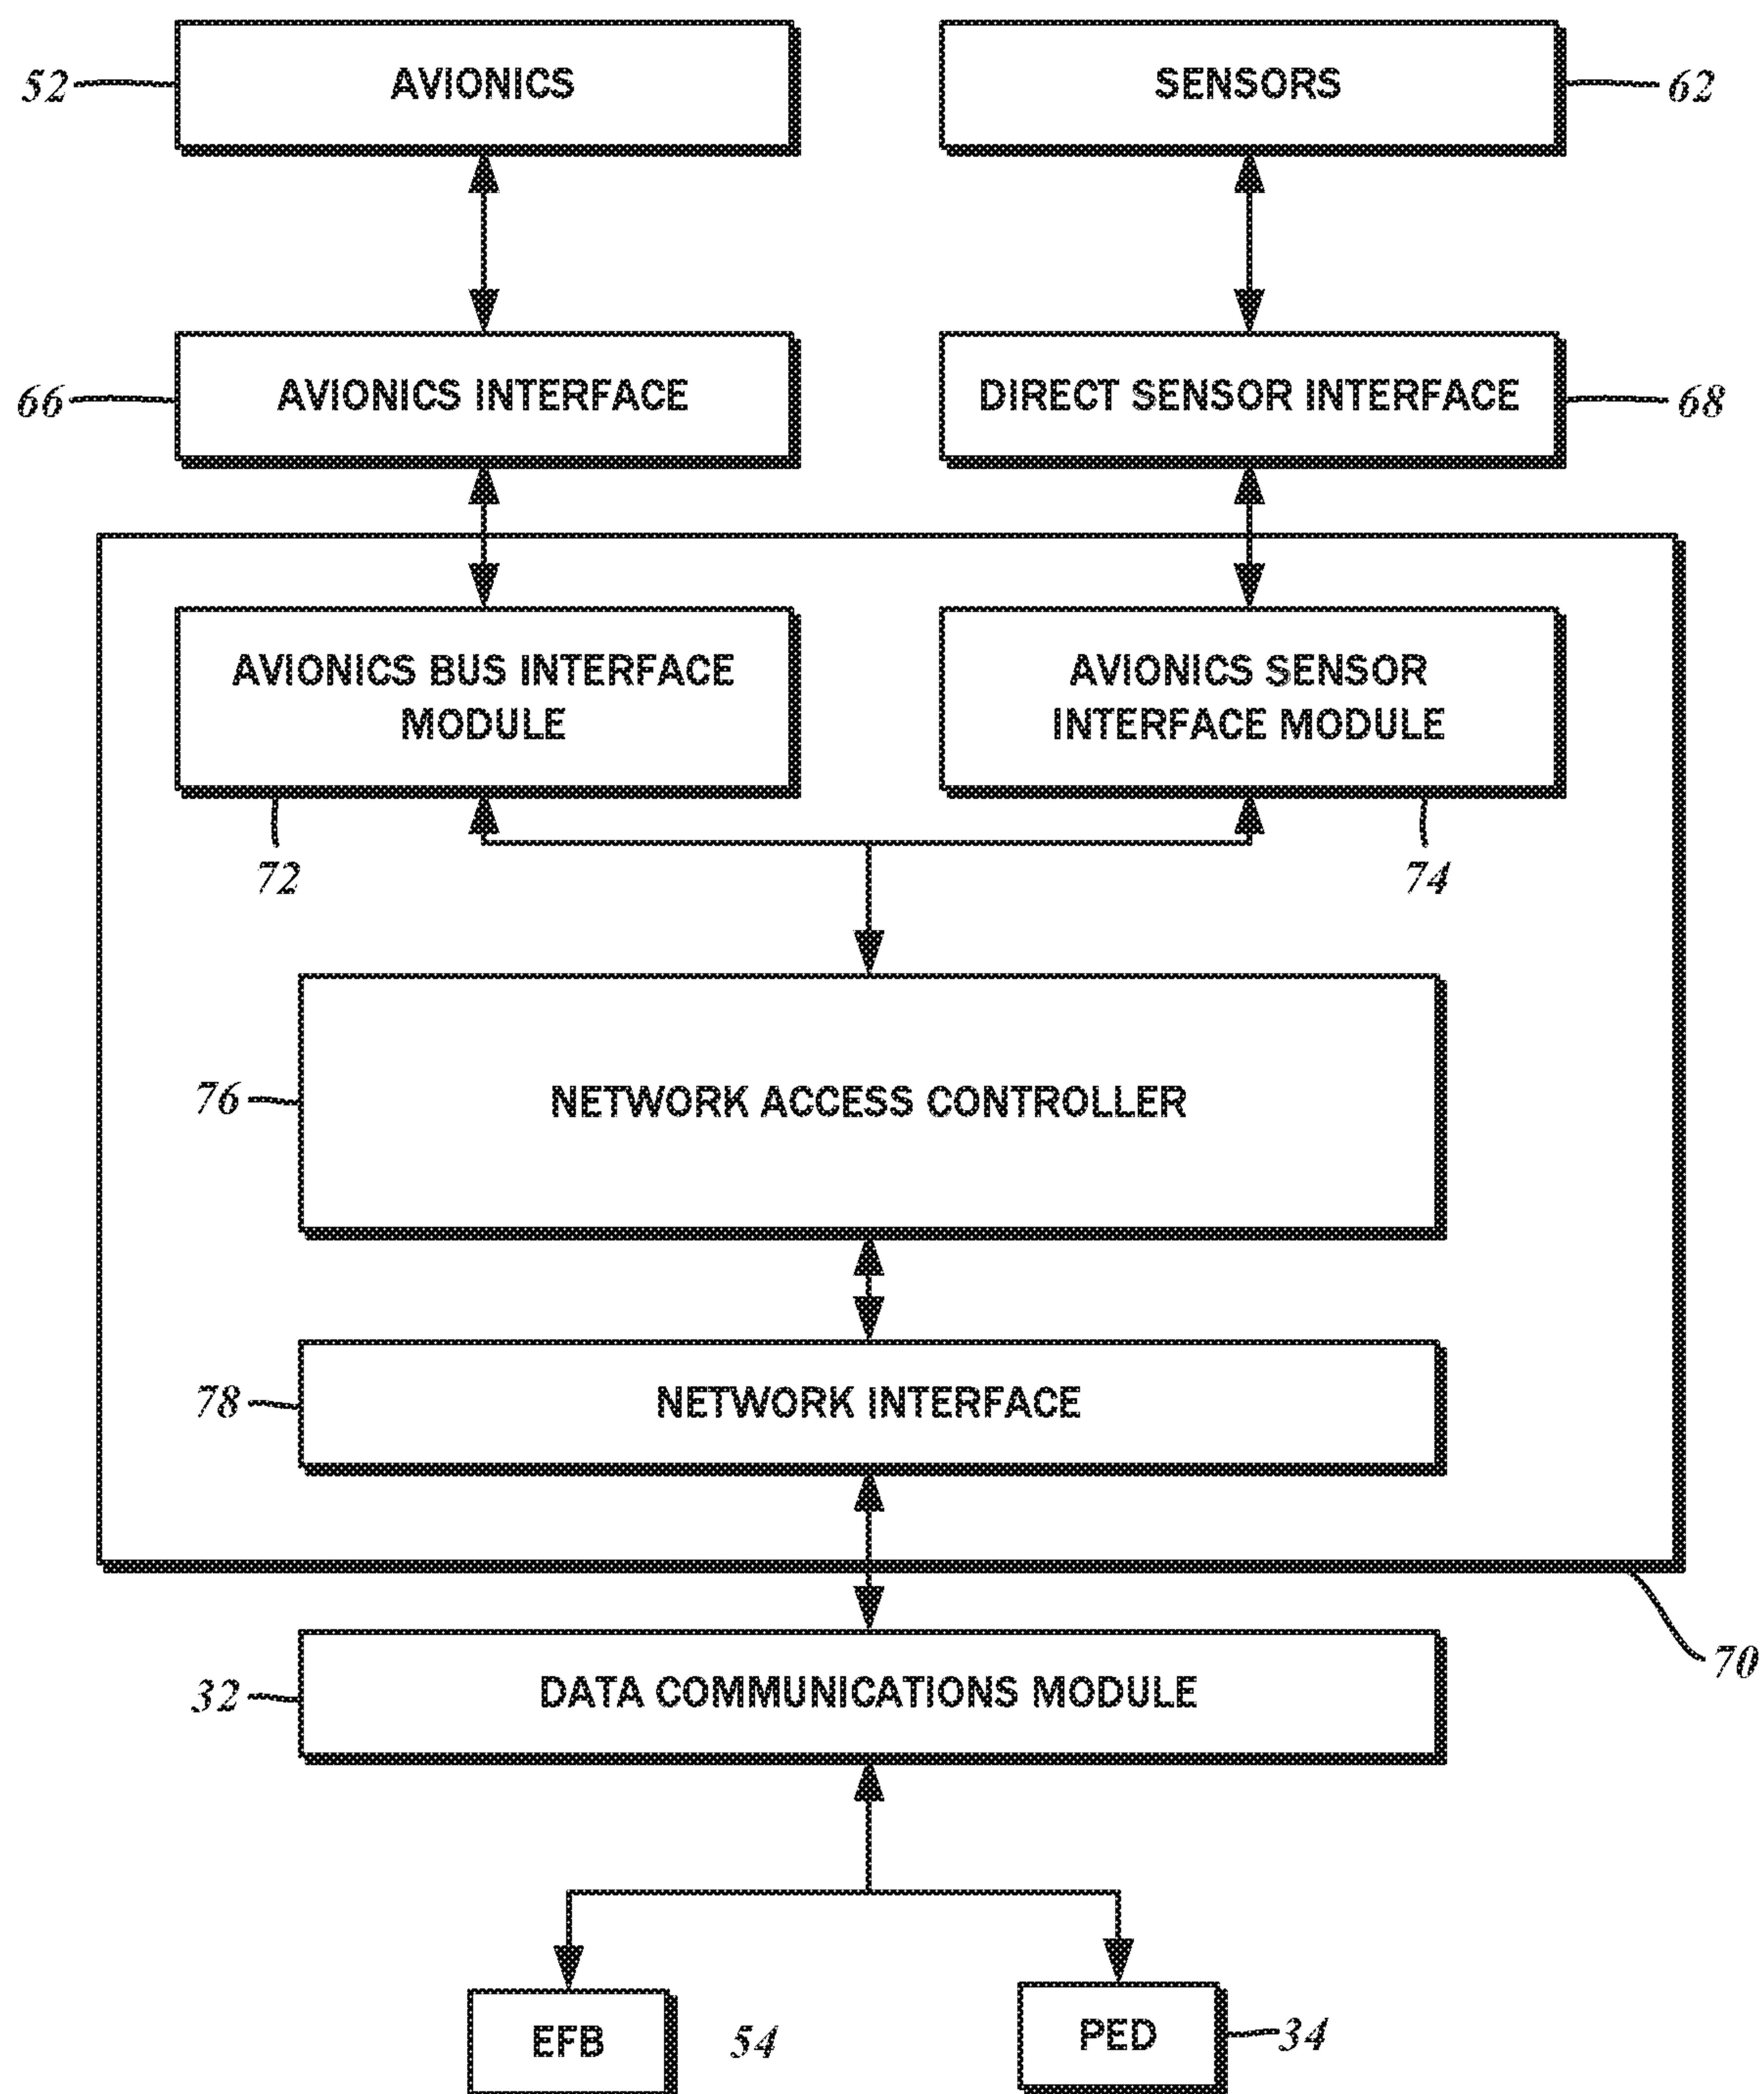 52
AVIONICS
SENSORS
62
66
AVIONICS INTERFACE
DIRECT SENSOR INTERFACE
68
AVIONICS BUS INTERFACE
MODULE
AVIONICS SENSOR
INTERFACE MODULE
72
74
76
NETWORK ACCESS CONTROLLER
78
NETWORK INTERFACE
70
32
DATA COMMUNICATIONS MODULE
EFB
54
PED
34